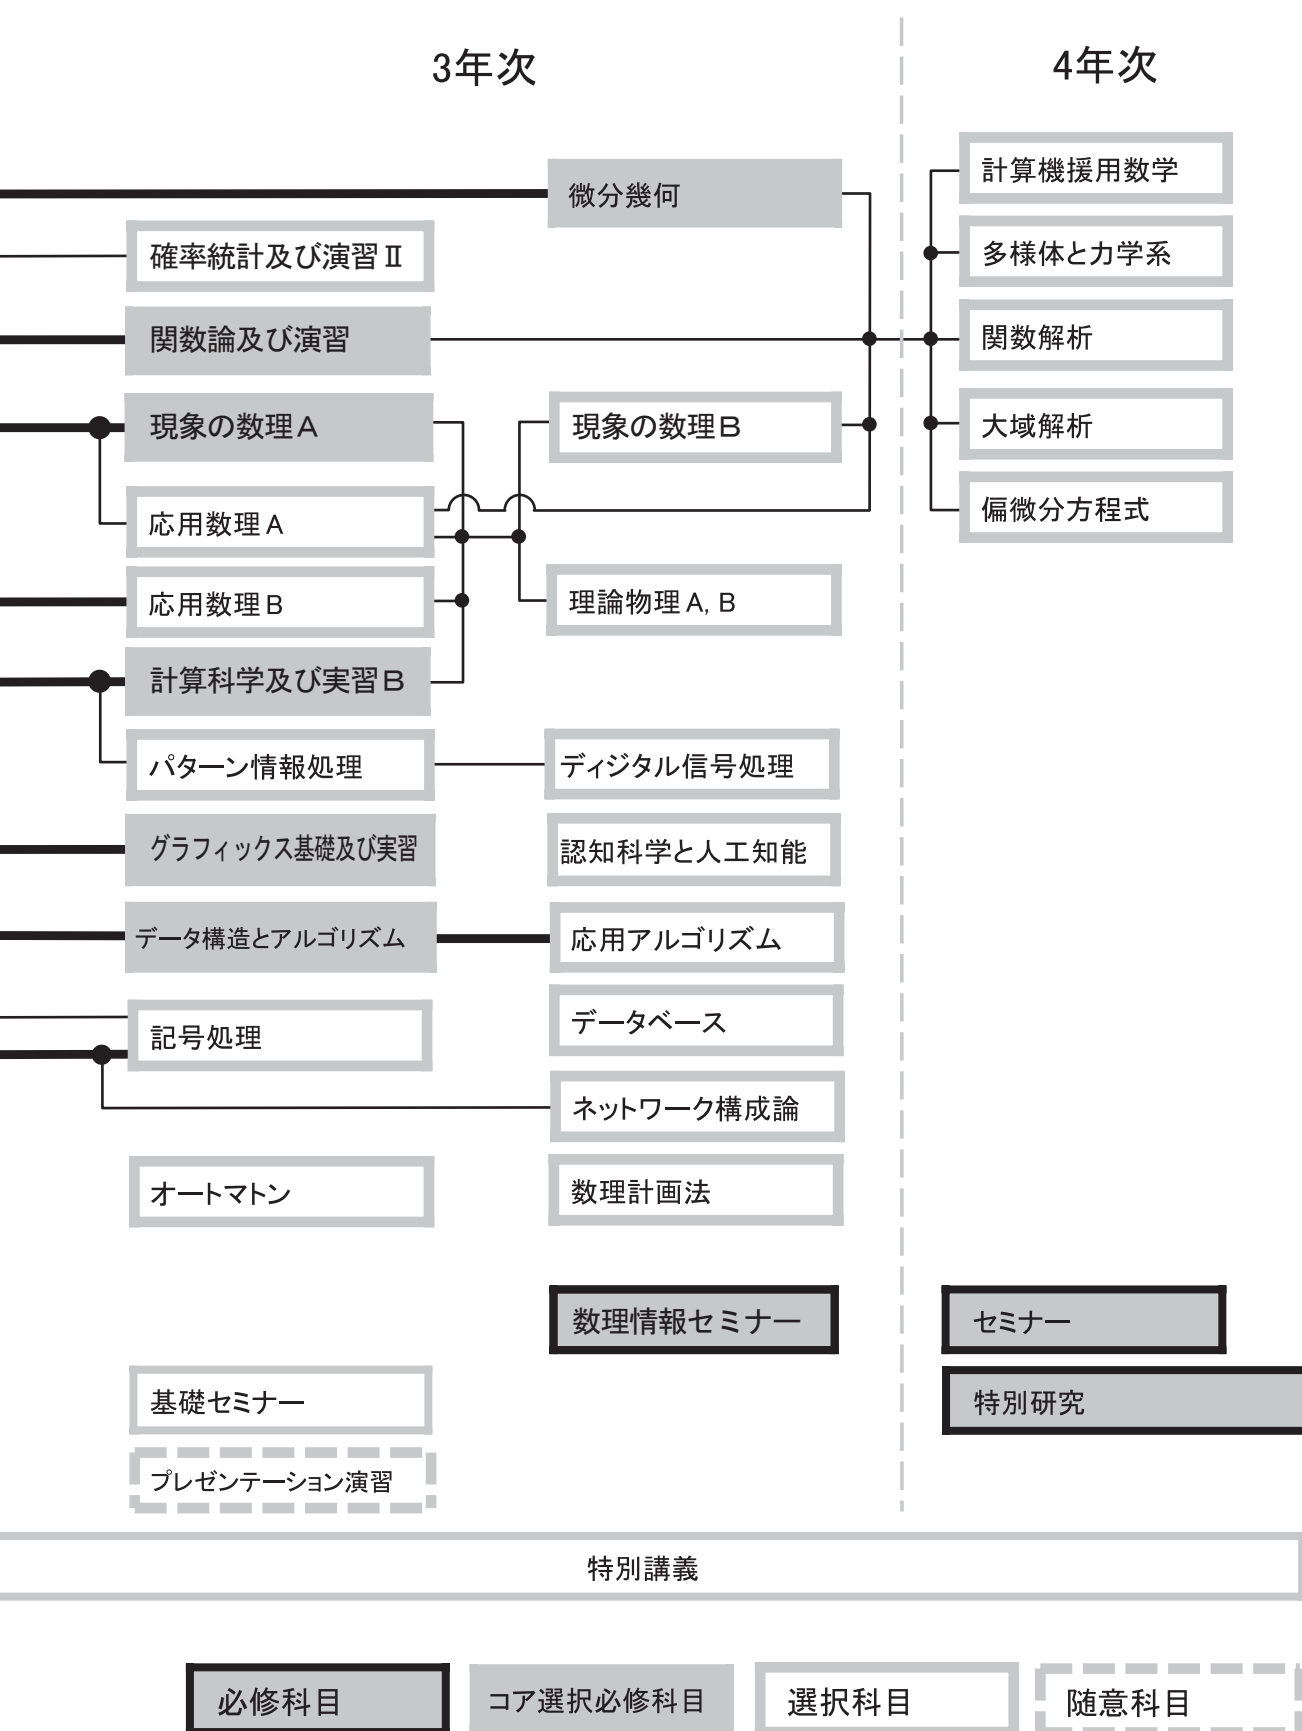 3年次
4年次
微分幾何
確率統計及び演習Ⅱ
関数論及び演習
現象の数理A
現象の数理B
応用数理A
応用数理B
理論物理A, B
計算科学及び実習B
パターン情報処理
ディジタル信号処理
グラフィックス基礎及び実習
認知科学と人工知能
データ構造とアルゴリズム
応用アルゴリズム
データベース
記号処理
ネットワーク構成論
オートマトン
数理計画法
数理情報セミナー
基礎セミナー
プレゼンテーション演習
計算機援用数学
多様体と力学系
関数解析
大域解析
偏微分方程式
セミナー
特別研究
特別講義
必修科目
コア選択必修科目
選択科目
随意科目